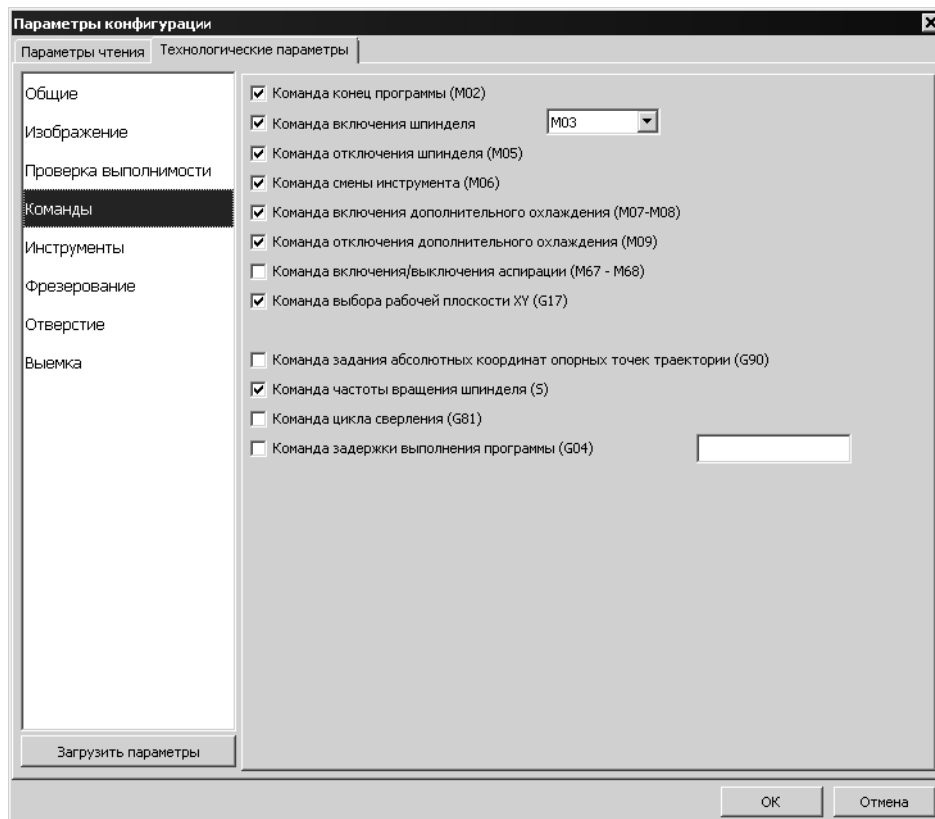 Параметры конфигурации
Параметры чтения Технологические параметры
Общие
Изображение
Проверка выполнимости
Команды
Инструменты
Фрезерование
Отверстие
Выемка
Загрузить параметры
Команда конец программы (M02)
Команда включения шпинделя M03
Команда отключения шпинделя (M05)
Команда смены инструмента (M06)
Команда включения дополнительного охлаждения (M07-M08)
Команда отключения дополнительного охлаждения (M09)
Команда включения/выключения аспирации (M67 - M68)
Команда выбора рабочей плоскости XY (G17)
Команда задания абсолютных координат опорных точек траектории (G90)
Команда частоты вращения шпинделя (S)
Команда цикла сверления (G81)
Команда задержки выполнения программы (G04)
OK Отмена